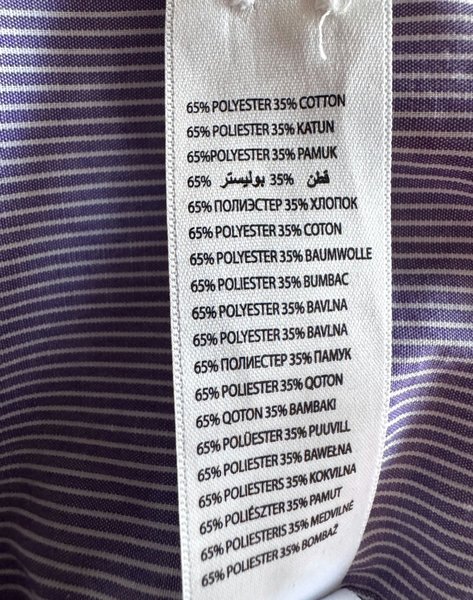 65% POLYESTER 35% COTTON
65% POLIESTER 35% KATUN
65%POLYESTER 35% PAMUK
65% بوليستر 35% قطن
65% ПОЛИЭСТЕР 35% ХЛОПОК
65% POLYESTER 35% COTON
65% POLYESTER 35% BAUMWOLLE
65% POLIESTER 35% BUMBAC
65% POLYESTER 35% BAVLNA
65% POLYESTER 35% BAVLNA
65% ПОЛИЕСТЕР 35% ПАМУК
65% POLIESTER 35% QOTON
65% QOTON 35% BAMBAKI
65% POLÜESTER 35% PUUVILL
65% POLIESTER 35% BAWEŁNA
65% POLIESTERS 35% KOKVILNA
65% POLIÉSZTER 35% PAMUT
65% POLIESTERIS 35% MEDVILNĖ
65% POLIESTER 35% BOMBAŽ